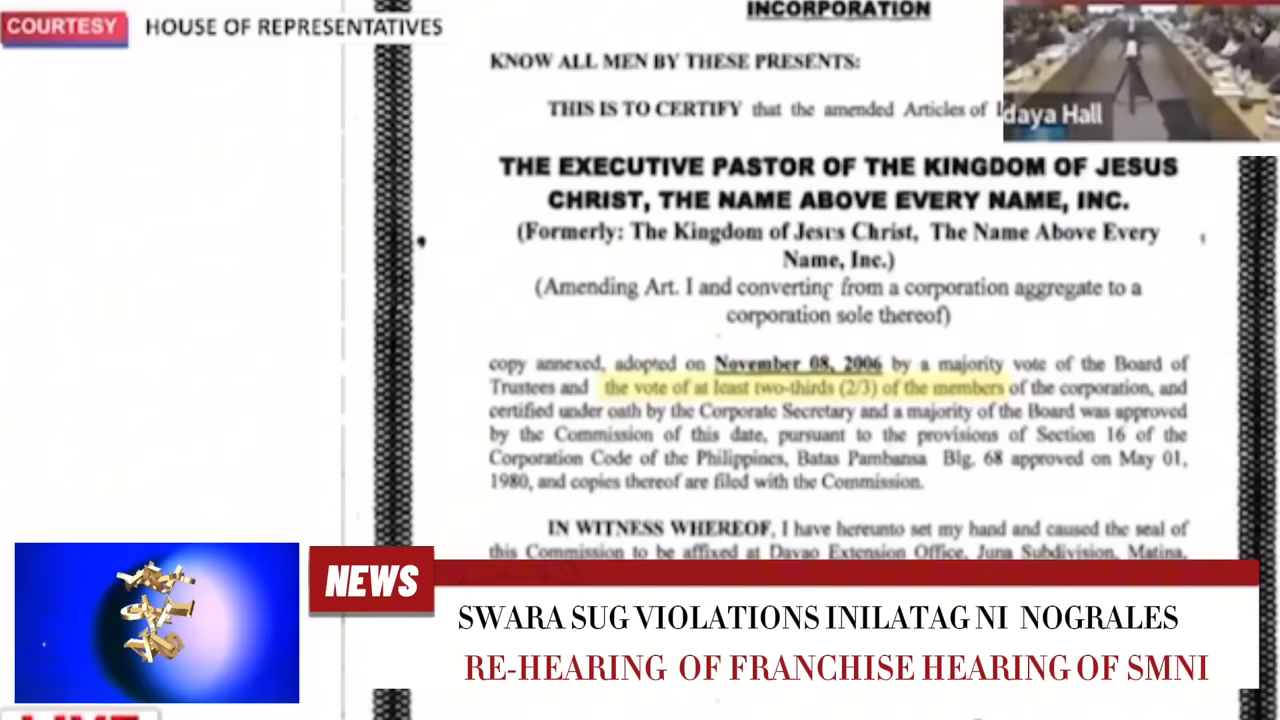 COURTESY
HOUSE OF REPRESENTATIVES
INCORPORATION
KNOW ALL MEN BY THESE PRESENTS:
THIS IS TO CERTIFY that the amended Articles of
daya Hall
THE EXECUTIVE PASTOR OF THE KINGDOM OF JESUS
CHRIST, THE NAME ABOVE EVERY NAME, INC.
(Formerly: The Kingdom of Jesus Christ, The Name Above Every
Name, Inc.)
(Amending Art. I and converting from a corporation aggregate to a
corporation sole thereof)
copy annexed, adopted on November 08, 2006 by a majority vote of the Board of
Trustees and the vote of at least two-thirds (2/3) of the members of the corporation, and
certified under oath by the Corporate Secretary and a majority of the Board was approved
by the Commission of this date, pursuant to the provisions of Section 16 of the
Corporation Code of the Philippines, Batas Pambansa Blg. 68 approved on May 01,
1980, and copies thereof are filed with the Commission.
IN WITNESS WHEREOF, I have hereunto set my hand and caused the seal of
this Commission to be affixed at Davao Extension Office, Juna Subdivision, Matina,
NEWS
SWARA SUG VIOLATIONS INILATAG NI NOGRALES
RE-HEARING OF FRANCHISE HEARING OF SMNI